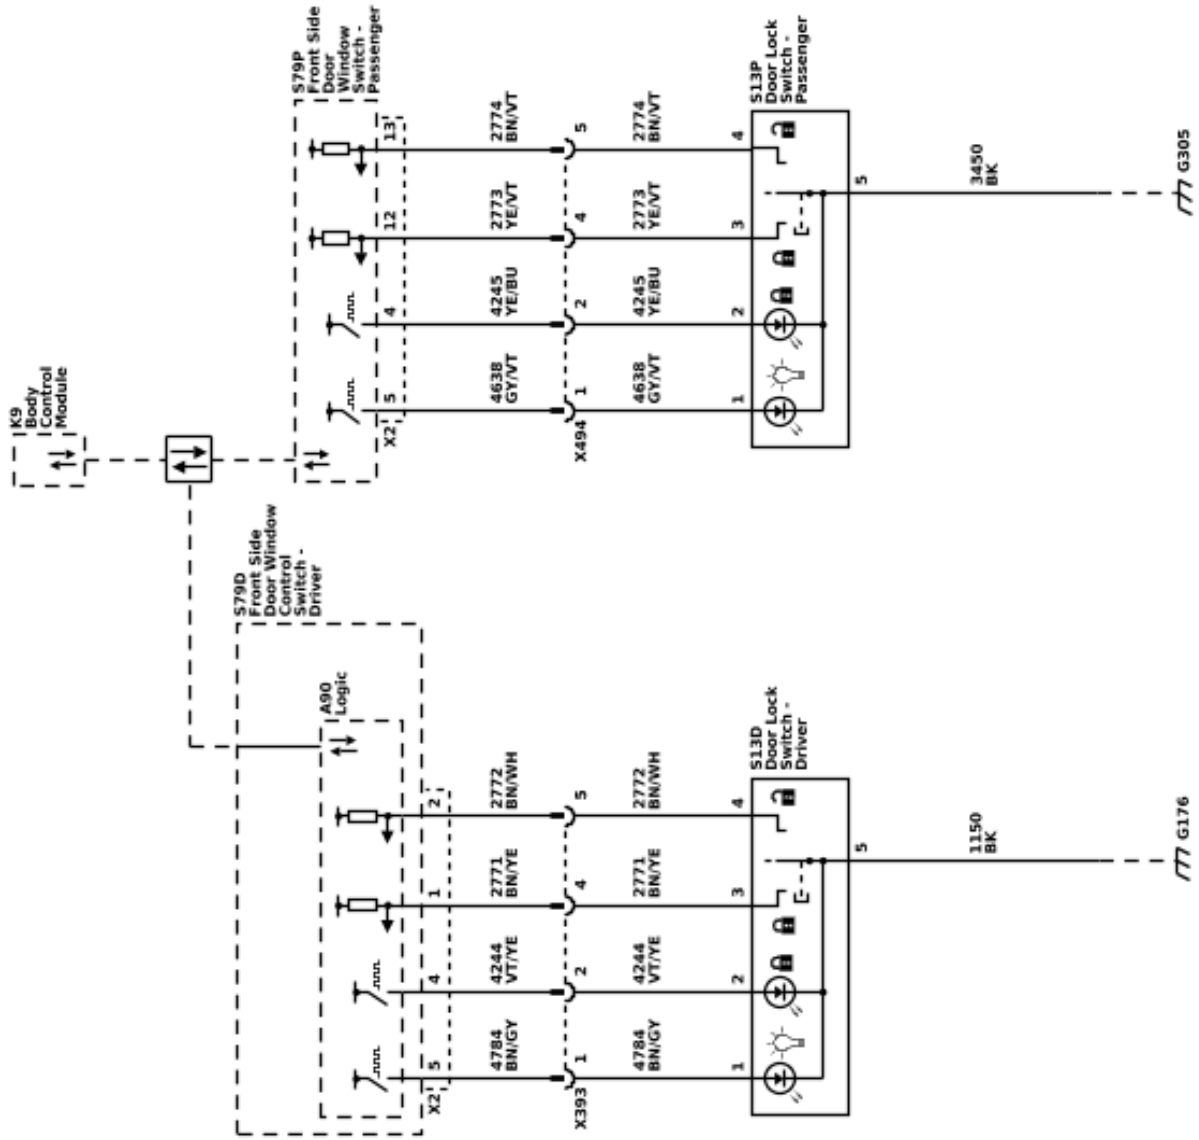 K9
Body
Control
Module
S79P
Front Side
Door
Window
Switch -
Passenger
X2
5
4
12
13
4638
GY/VT
4245
YE/BU
2773
YE/VT
2774
BN/VT
X494
1
2
4
5
4638
GY/VT
4245
YE/BU
2773
YE/VT
2774
BN/VT
1
2
3
4
S13P
Door Lock
Switch -
Passenger
5
3450
BK
G305
S79D
Front Side
Door Window
Control
Switch -
Driver
A90
Logic
X2
5
4
1
2
4784
BN/GY
4244
VT/YE
2771
BN/YE
2772
BN/WH
X393
1
2
4
5
4784
BN/GY
4244
VT/YE
2771
BN/YE
2772
BN/WH
1
2
3
4
S13D
Door Lock
Switch -
Driver
5
1150
BK
G176